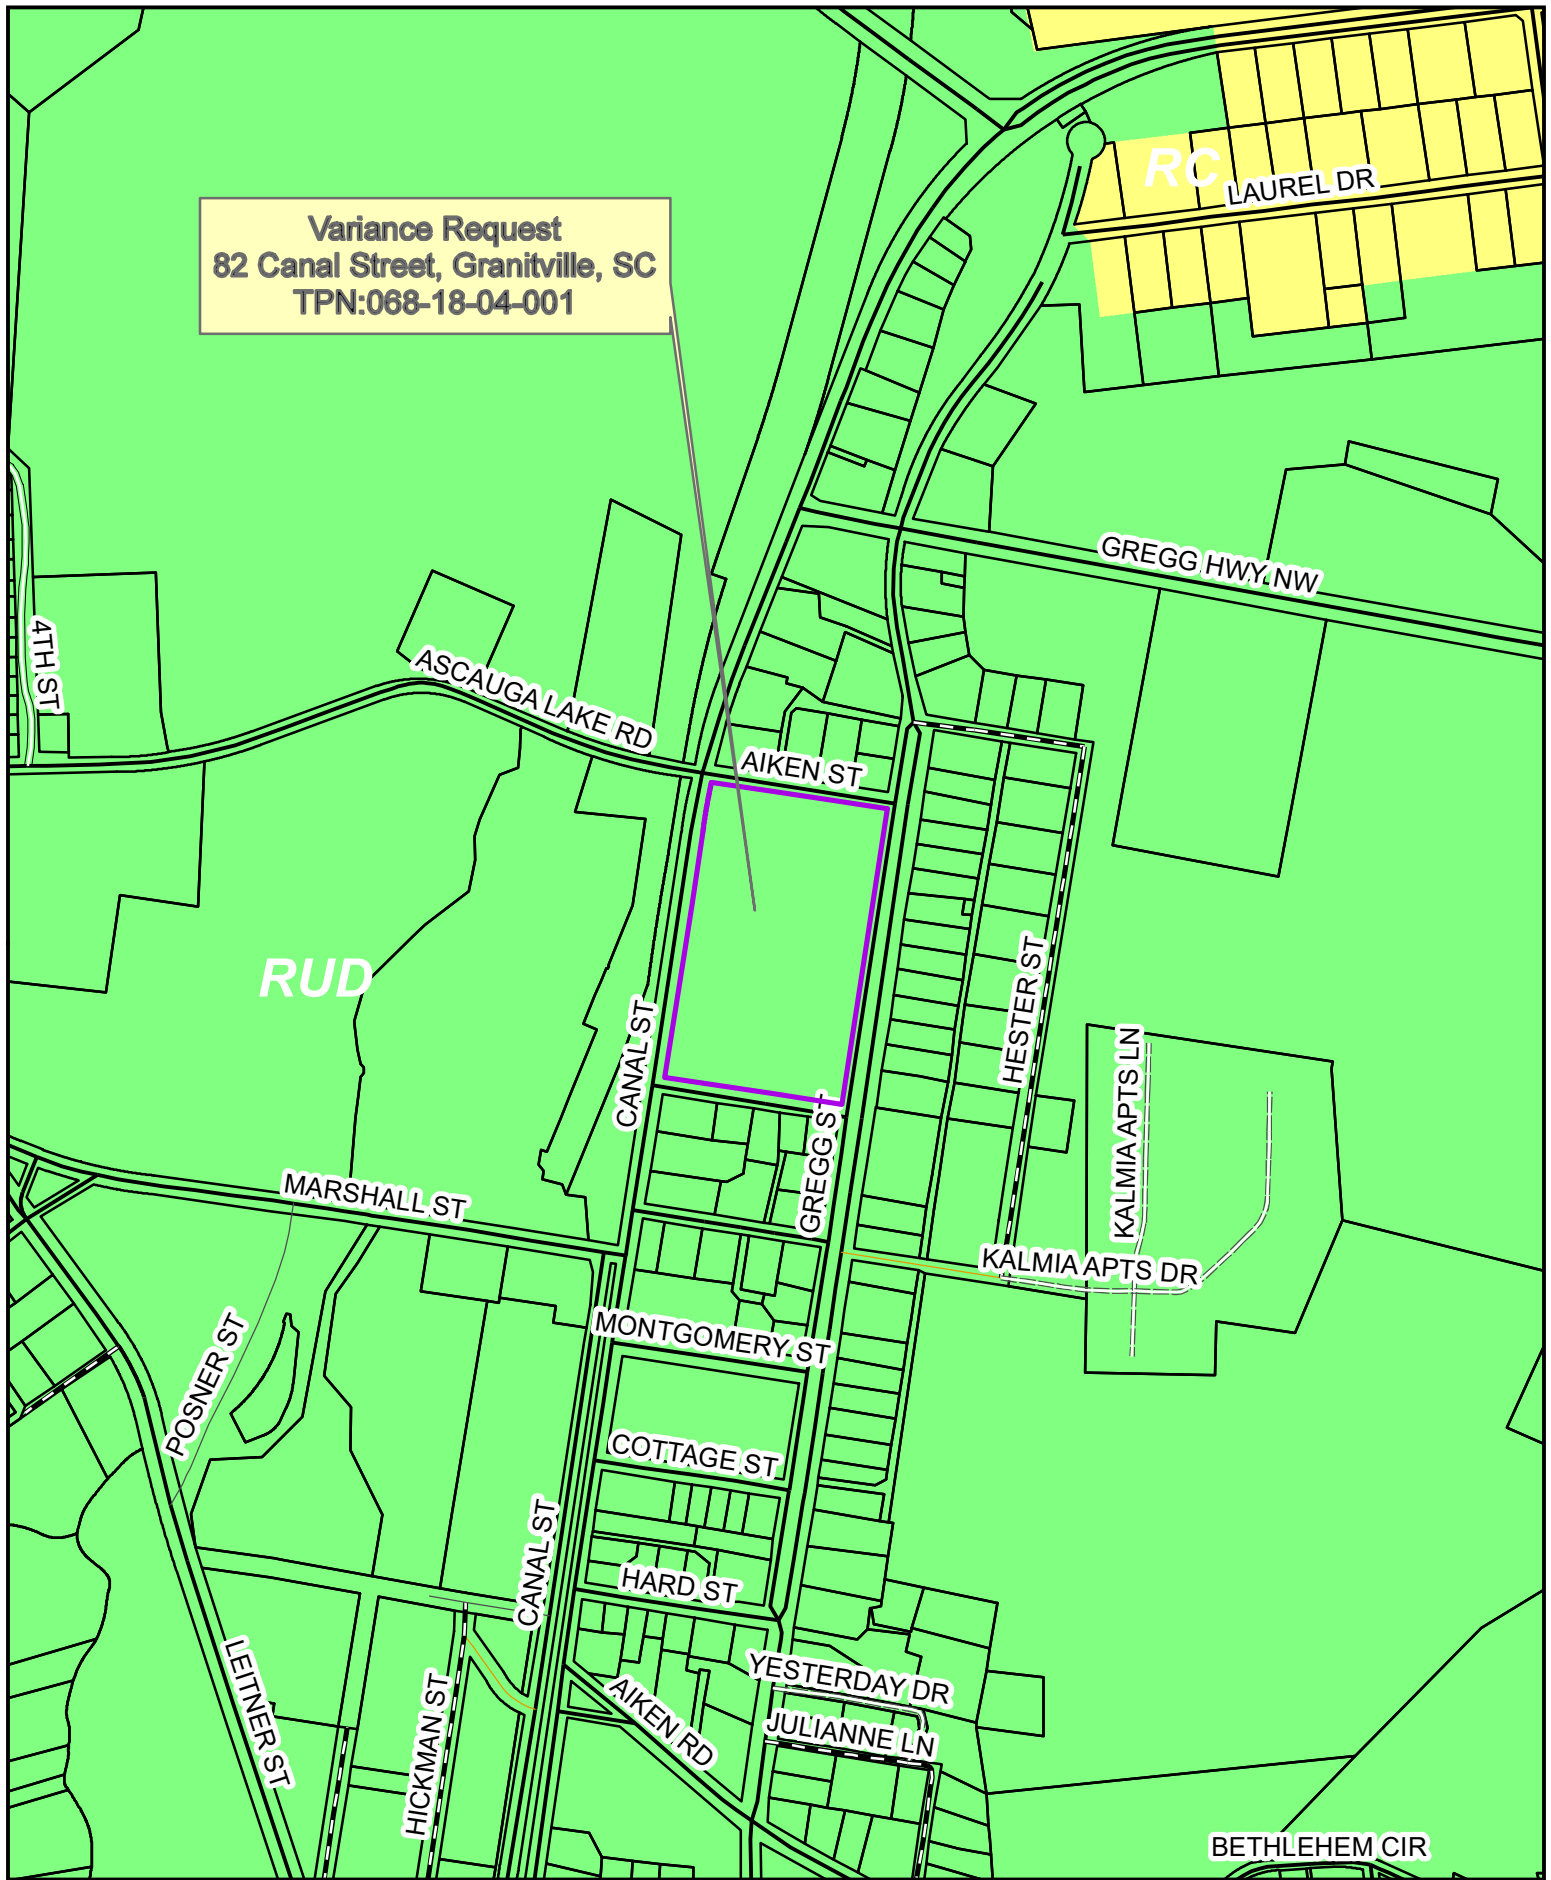 RC
LAUREL DR
Variance Request
82 Canal Street, Granitville, SC
TPN:068-18-04-001
GREGG HWY NW
4TH ST
ASCAUGA LAKE RD
AIKEN ST
RUD
HESTER ST
CANAL ST
KALMIA APTS LN
GREGG ST
MARSHALL ST
KALMIA APTS DR
POSNER ST
MONTGOMERY ST
COTTAGE ST
CANAL ST
HARD ST
LEITNER ST
HICKMAN ST
YESTERDAY DR
AIKEN RD
JULIANNE LN
BETHLEHEM CIR